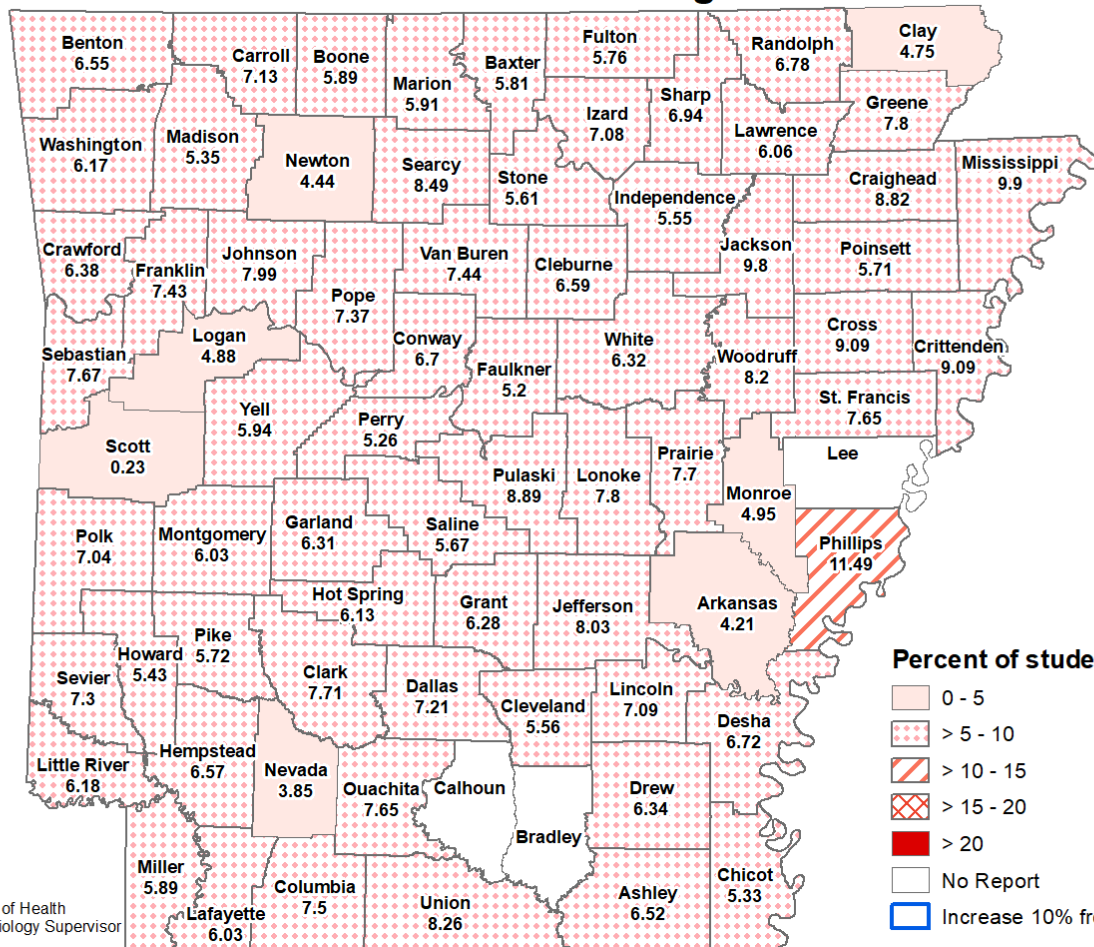 Benton
6.55
Carroll
7.13
Boone
5.89
Marion
5.91
Baxter
5.81
Fulton
5.76
Randolph
6.78
Clay
4.75
Washington
6.17
Madison
5.35
Newton
4.44
Searcy
8.49
Stone
5.61
Izard
7.08
Sharp
6.94
Lawrence
6.06
Greene
7.8
Independence
5.55
Craighead
8.82
Mississippi
9.9
Crawford
6.38
Franklin
7.43
Johnson
7.99
Pope
7.37
Van Buren
7.44
Cleburne
6.59
Jackson
9.8
Poinsett
5.71
Sebastian
7.67
Logan
4.88
Conway
6.7
Faulkner
5.2
White
6.32
Woodruff
8.2
Cross
9.09
Crittenden
9.09
Scott
0.23
Yell
5.94
Perry
5.26
Pulaski
8.89
Lonoke
7.8
Prairie
7.7
St. Francis
7.65
Lee
Monroe
4.95
Phillips
11.49
Polk
7.04
Montgomery
6.03
Garland
6.31
Saline
5.67
Hot Spring
6.13
Grant
6.28
Jefferson
8.03
Arkansas
4.21
Sevier
7.3
Howard
5.43
Pike
5.72
Clark
7.71
Dallas
7.21
Cleveland
5.56
Lincoln
7.09
Desha
6.72
Little River
6.18
Hempstead
6.57
Nevada
3.85
Ouachita
7.65
Calhoun
Bradley
Drew
6.34
Miller
5.89
Lafayette
6.03
Columbia
7.5
Union
8.26
Ashley
6.52
Chicot
5.33
Percent of stude
0 - 5
> 5 - 10
> 10 - 15
> 15 - 20
> 20
No Report
Increase 10% fr
of Health
iology Supervisor